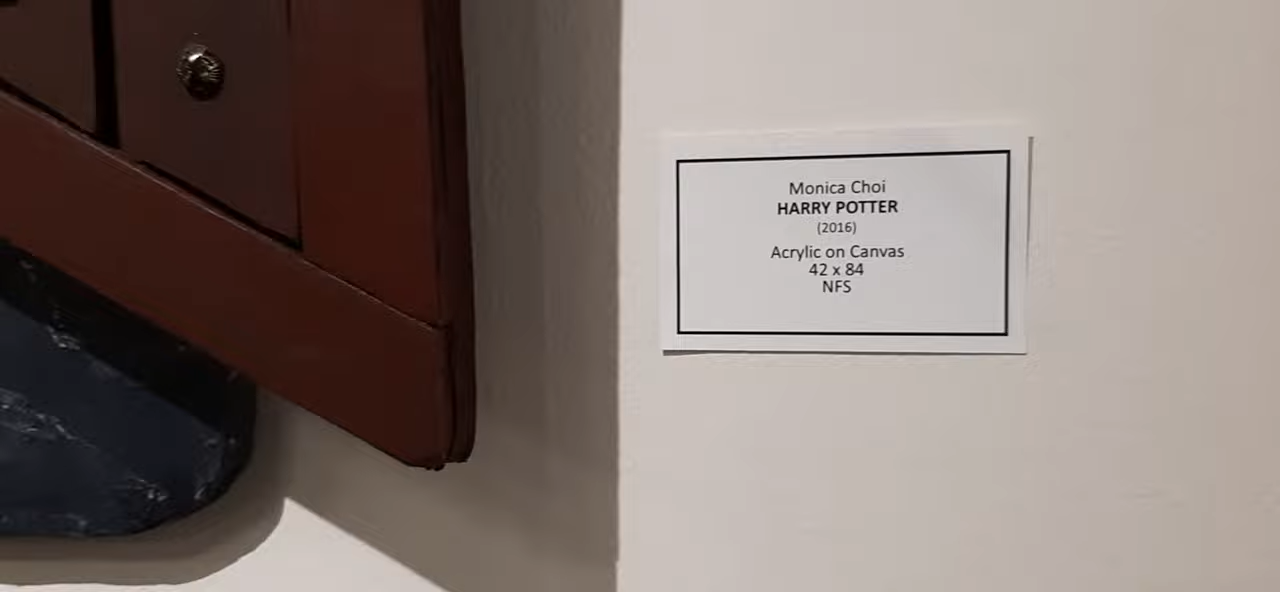 Monica Choi
HARRY POTTER
(2016)
Acrylic on Canvas
42 x 84
NFS